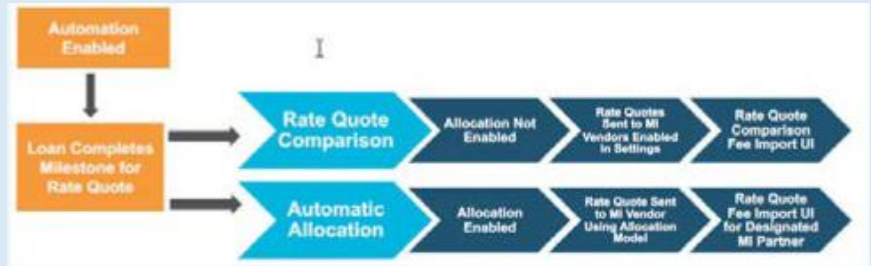 Automation
Enabled
Loan Completes
Milestone for
Rate Quote
Rate Quote
Comparison
Allocation Not
Enabled
Rate Quotes
Sent to MI
Vendors Enabled
in Settings
Rate Quote
Comparison
Fee Import UI
Automatic
Allocation
Allocation
Enabled
Rate Quote Sent
to MI Vendor
Using Allocation
Model
Rate Quote
Fee Import UI
for Designated
MI Partner